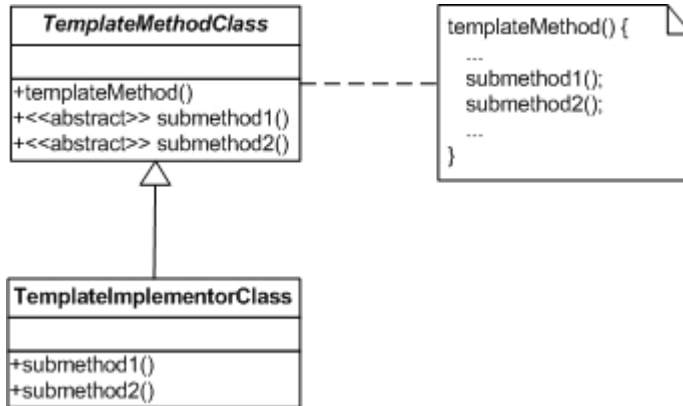 TemplateMethodClass
+templateMethod()
+<<abstract>> submethod1()
+<<abstract>> submethod2()
templateMethod() {
...
submethod1();
submethod2();
...
}
TemplateImplementorClass
+submethod1()
+submethod2()